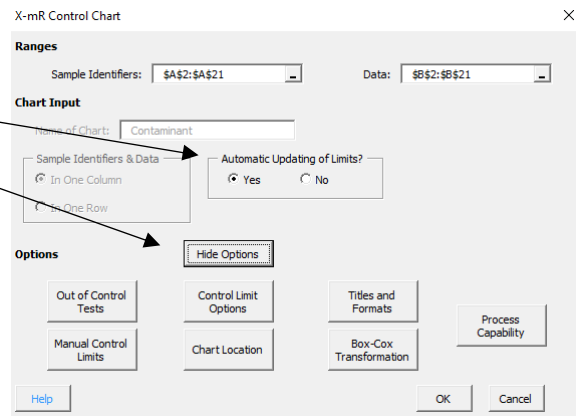 X-mR Control Chart
Ranges
Sample Identifiers: $A$2:$A$21 Data: $B$2:$B$21
Chart Input
Name of Chart: Contaminant
Sample Identifiers & Data
In One Column
In One Row
Automatic Updating of Limits?
Yes No
Options
Hide Options
Out of Control
Tests
Control Limit
Options
Titles and
Formats
Process
Capability
Manual Control
Limits
Chart Location
Box-Cox
Transformation
Help
OK
Cancel